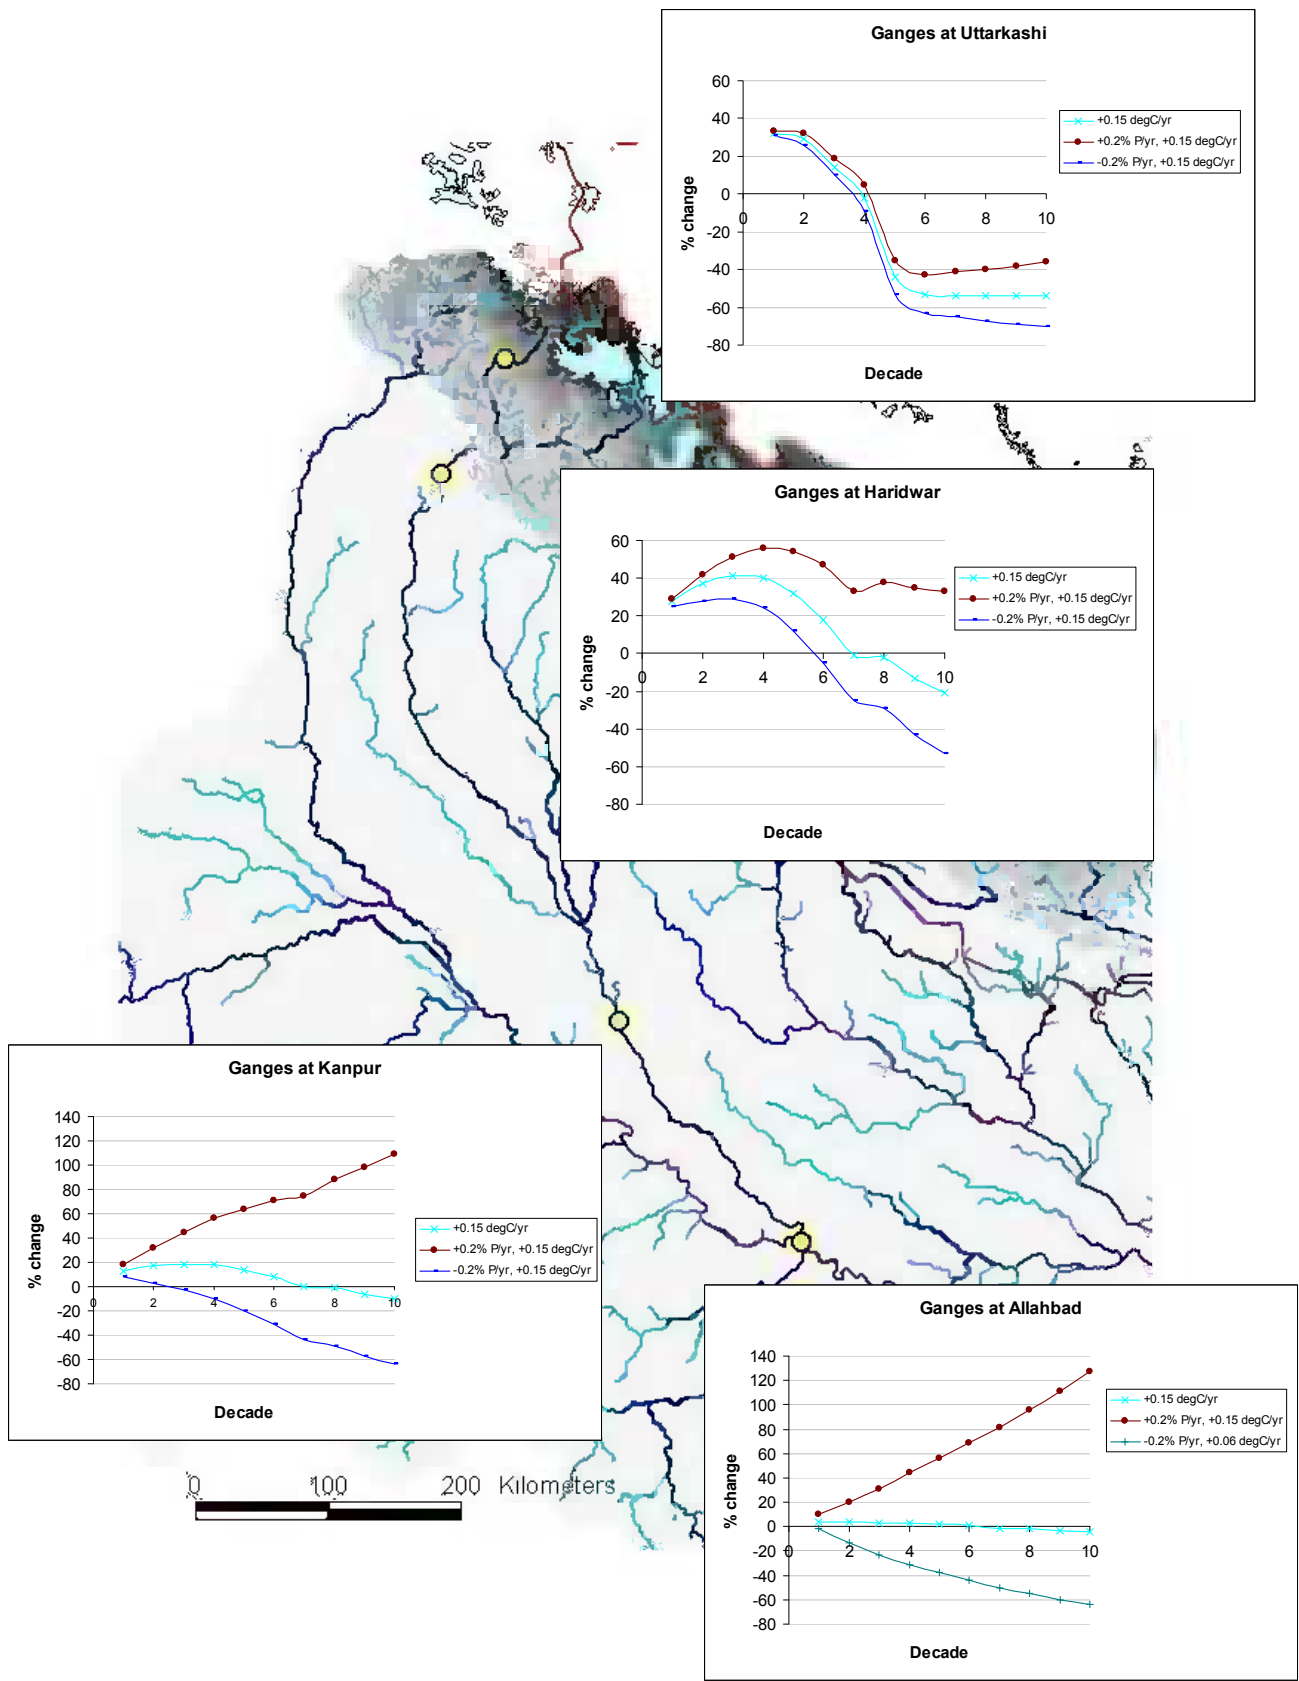 Ganges at Uttarkashi
60
40
20
0
-20
-40
-60
-80
0 2 4 6 8 10
% change
Decade
+0.15 degC/yr
+0.2% P/yr, +0.15 degC/yr
-0.2% P/yr, +0.15 degC/yr
Ganges at Haridwar
60
40
20
0
-20
-40
-60
-80
0 2 4 6 8 10
% change
Decade
+0.15 degC/yr
+0.2% P/yr, +0.15 degC/yr
-0.2% P/yr, +0.15 degC/yr
Ganges at Kanpur
140
120
100
80
60
40
20
0
-20
-40
-60
-80
0 2 4 6 8 10
% change
Decade
+0.15 degC/yr
+0.2% P/yr, +0.15 degC/yr
-0.2% P/yr, +0.15 degC/yr
Ganges at Allahbad
140
120
100
80
60
40
20
0
-20
-40
-60
-80
0 2 4 6 8 10
% change
Decade
+0.15 degC/yr
+0.2% P/yr, +0.15 degC/yr
-0.2% P/yr, +0.06 degC/yr
0 100 200 Kilometers